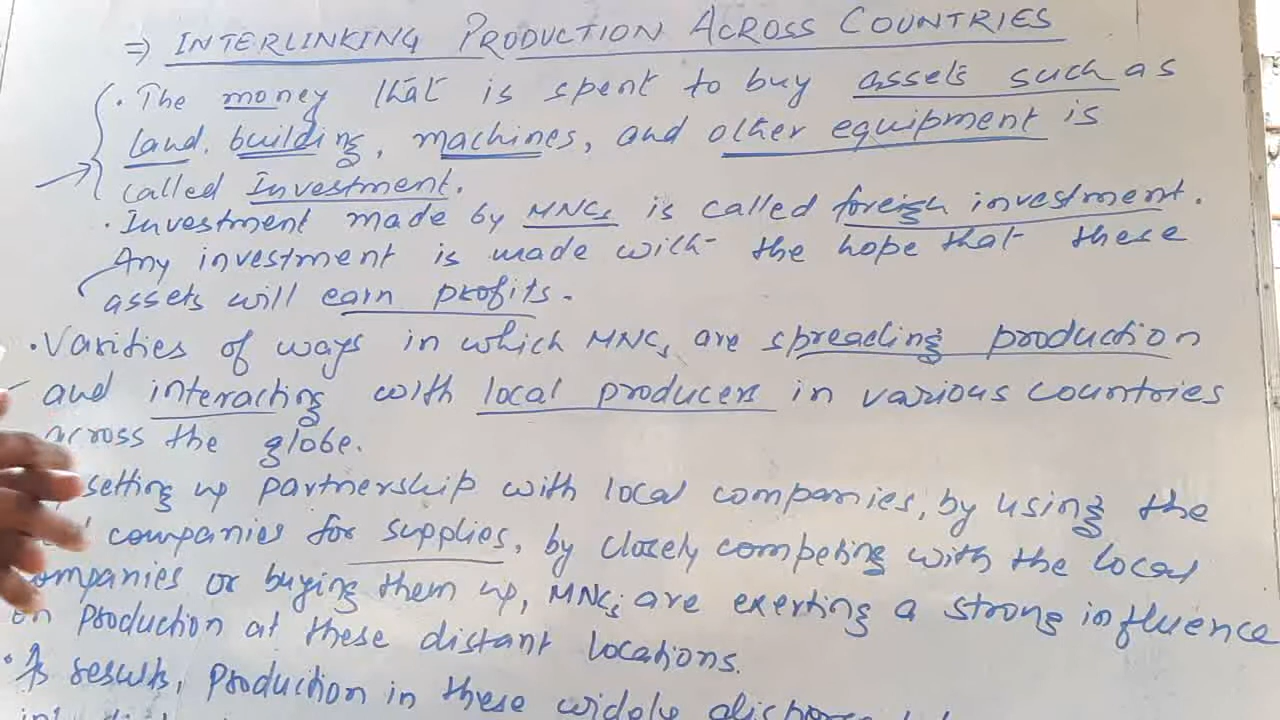 ⇒ INTERLINKING PRODUCTION ACROSS COUNTRIES
· The money that is spent to buy assets such as
land, building, machines, and other equipment is
called Investment.
· Investment made by MNCs is called foreign investment.
Any investment is made with the hope that these
assets will earn profits.
· Varities of ways in which MNCs are spreading production
and interacting with local producers in various countries
across the globe.
setting up partnership with local companies, by using the
companies for supplies, by closely competing with the local
companies or buying them up, MNCs are exerting a strong influence
on production at these distant locations.
· As results, production in these widely